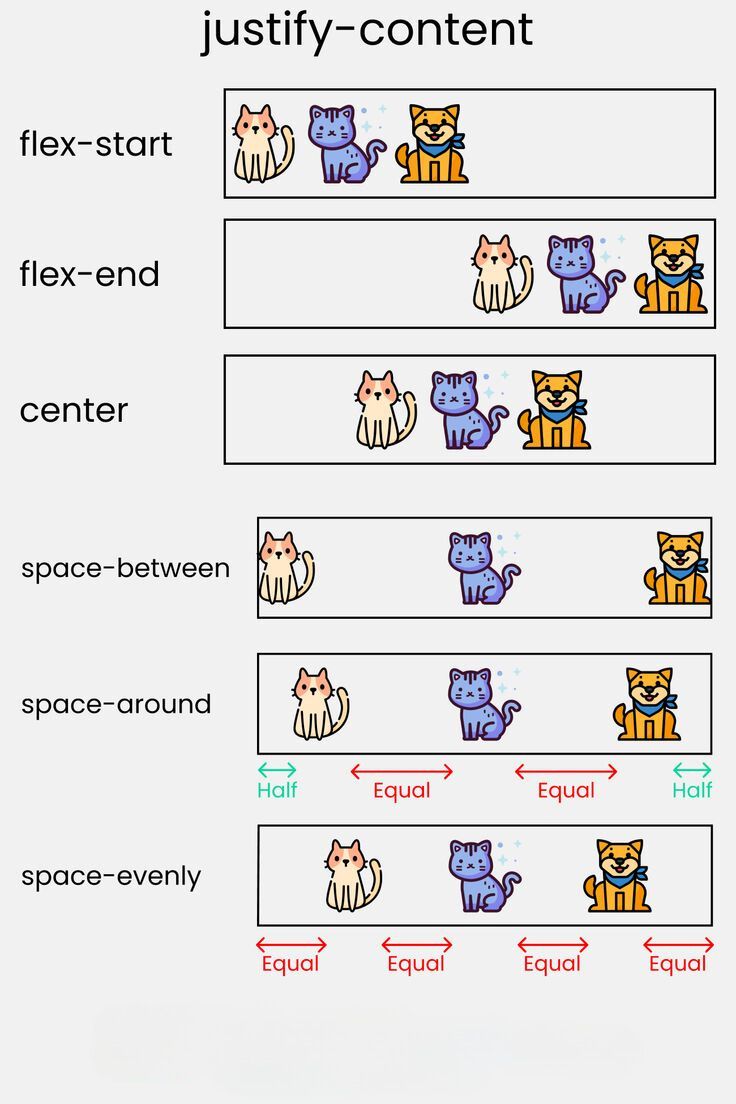 justify-content
flex-start
flex-end
center
space-between
space-around
Half Equal Equal Half
space-evenly
Equal Equal Equal Equal